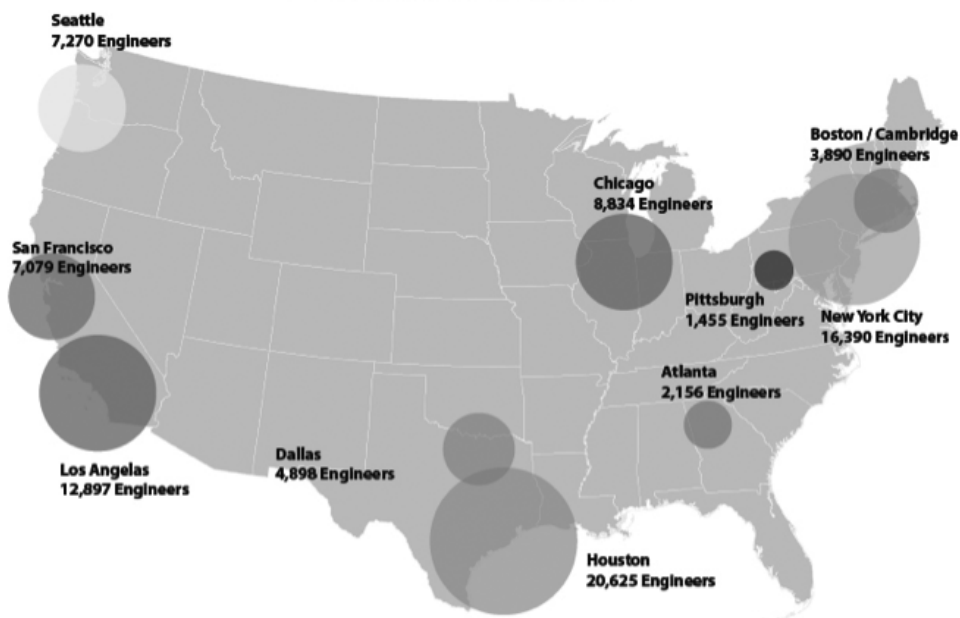 Seattle
7,270 Engineers
Boston / Cambridge
3,890 Engineers
Chicago
8,834 Engineers
San Francisco
7,079 Engineers
Pittsburgh
1,455 Engineers
New York City
16,390 Engineers
Atlanta
2,156 Engineers
Dallas
4,898 Engineers
Los Angelas
12,897 Engineers
Houston
20,625 Engineers